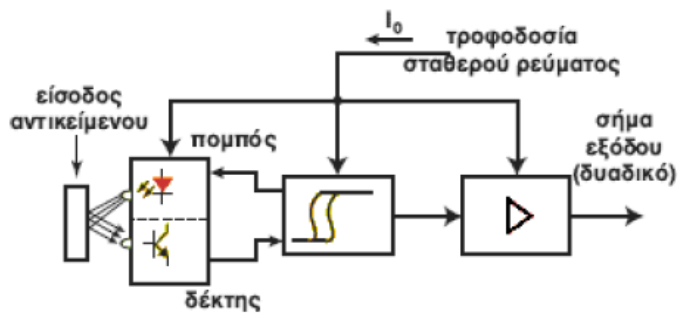 I₀
τροφοδοσία
σταθερού ρεύματος
είσοδος
αντικείμενου
πομπός
σήμα
εξόδου
(δυαδικό)
δέκτης